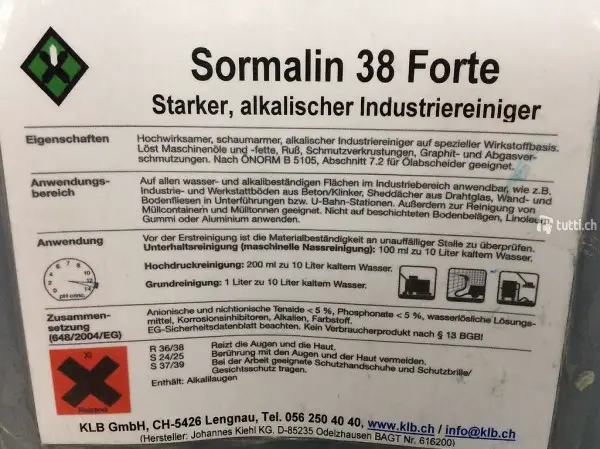 Sormalin 38 Forte
Starker, alkalischer Industriereiniger
Eigenschaften
Hochwirksamer, schaumarmer, alkalischer Industriereiniger auf spezieller Wirkstoffbasis.
Löst Maschinenöle und -fette, Ruß, Schmutzverkrustungen, Graphit- und Abgasver-
schmutzungen. Nach ÖNORM B 5105, Abschnitt 7.2 für Ölabscheider geeignet.
Anwendungs-
bereich
Auf allen wasser- und alkalibeständigen Flächen im Industriebereich anwendbar, wie z.B.
Industrie- und Werkstattböden aus Beton/Klinker, Sheddächer aus Drahtglas, Wand- und
Bodenfliesen in Unterführungen bzw. U-Bahn-Stationen. Außerdem zur Reinigung von
Müllcontainern und Mülltonnen geeignet. Nicht auf beschichteten Bodenbelägen, Linoleum,
Gummi oder Aluminium anwenden.
tutti.ch
Anwendung
Vor der Erstreinigung ist die Materialbeständigkeit an unauffälliger Stelle zu überprüfen.
Unterhaltsreinigung (maschinelle Nassreinigung): 100 ml zu 10 Liter kaltem Wasser.
Hochdruckreinigung: 200 ml zu 10 Liter kaltem Wasser.
Grundreinigung: 1 Liter zu 10 Liter kaltem Wasser.
pH conc.
Zusammen-
setzung
(648/2004/EG)
Anionische und nichtionische Tenside < 5 %, Phosphate < 5 %, wasserlösliche Lösungs-
mittel, Korrosionsinhibitoren, Alkalien, Farbstoff.
EG-Sicherheitsdatenblatt beachten. Kein Verbraucherprodukt nach § 13 BGB!
Xi
Reizend
R 36/38 Reizt die Augen und die Haut.
S 24/25 Berührung mit den Augen und der Haut vermeiden.
S 37/39 Bei der Arbeit geeignete Schutzhandschuhe und Schutzbrille/
Gesichtsschutz tragen.
Enthält: Alkalilaugen
KLB GmbH, CH-5426 Lengnau, Tel. 056 250 40 40, www.klb.ch / info@klb.ch
(Hersteller: Johannes Kiehl KG. D-85235 Odelzhausen BAGT Nr. 616200)